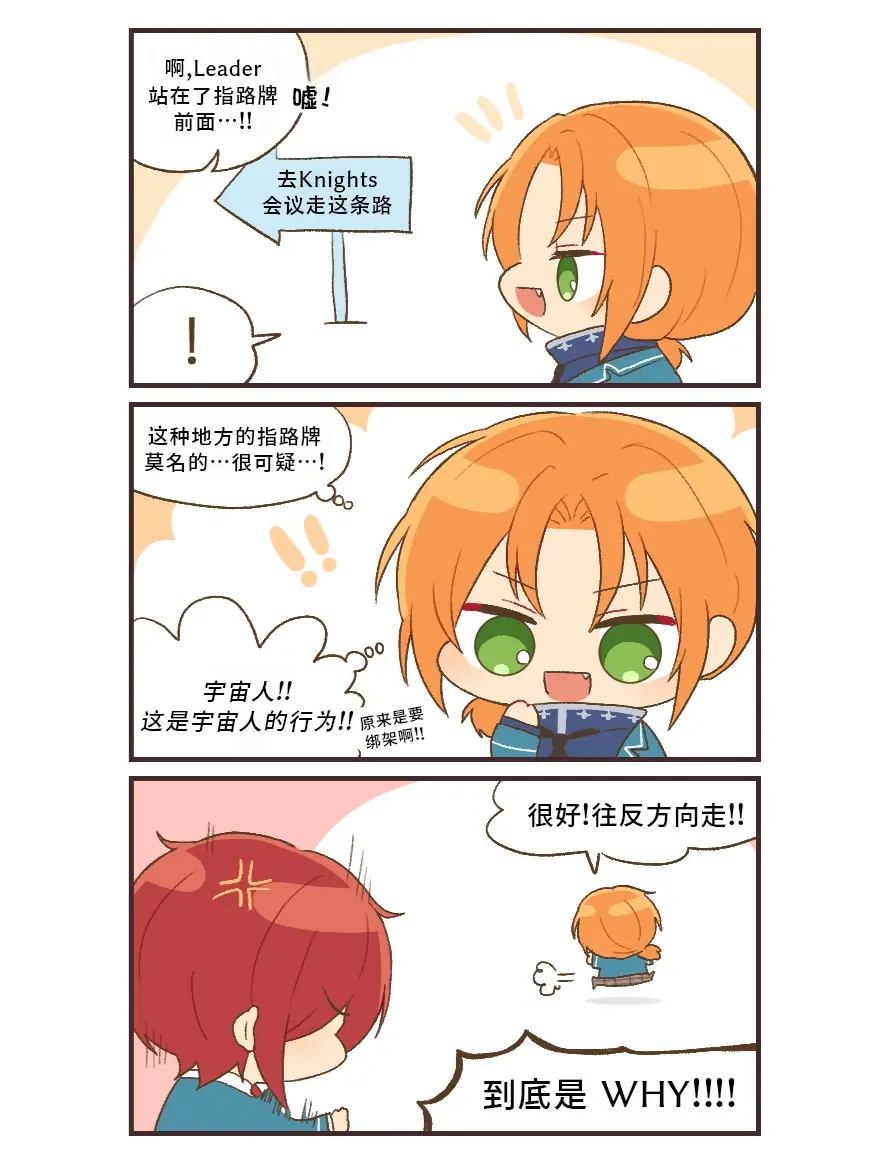 啊,Leader
站在了指路牌
前面…!!
嘘!
去Knights
会议走这条路
!
这种地方的指路牌
莫名的…很可疑…!
!!
宇宙人!!
这是宇宙人的行为!!
原来是要
绑架啊!!
很好!往反方向走!!
到底是 WHY!!!!